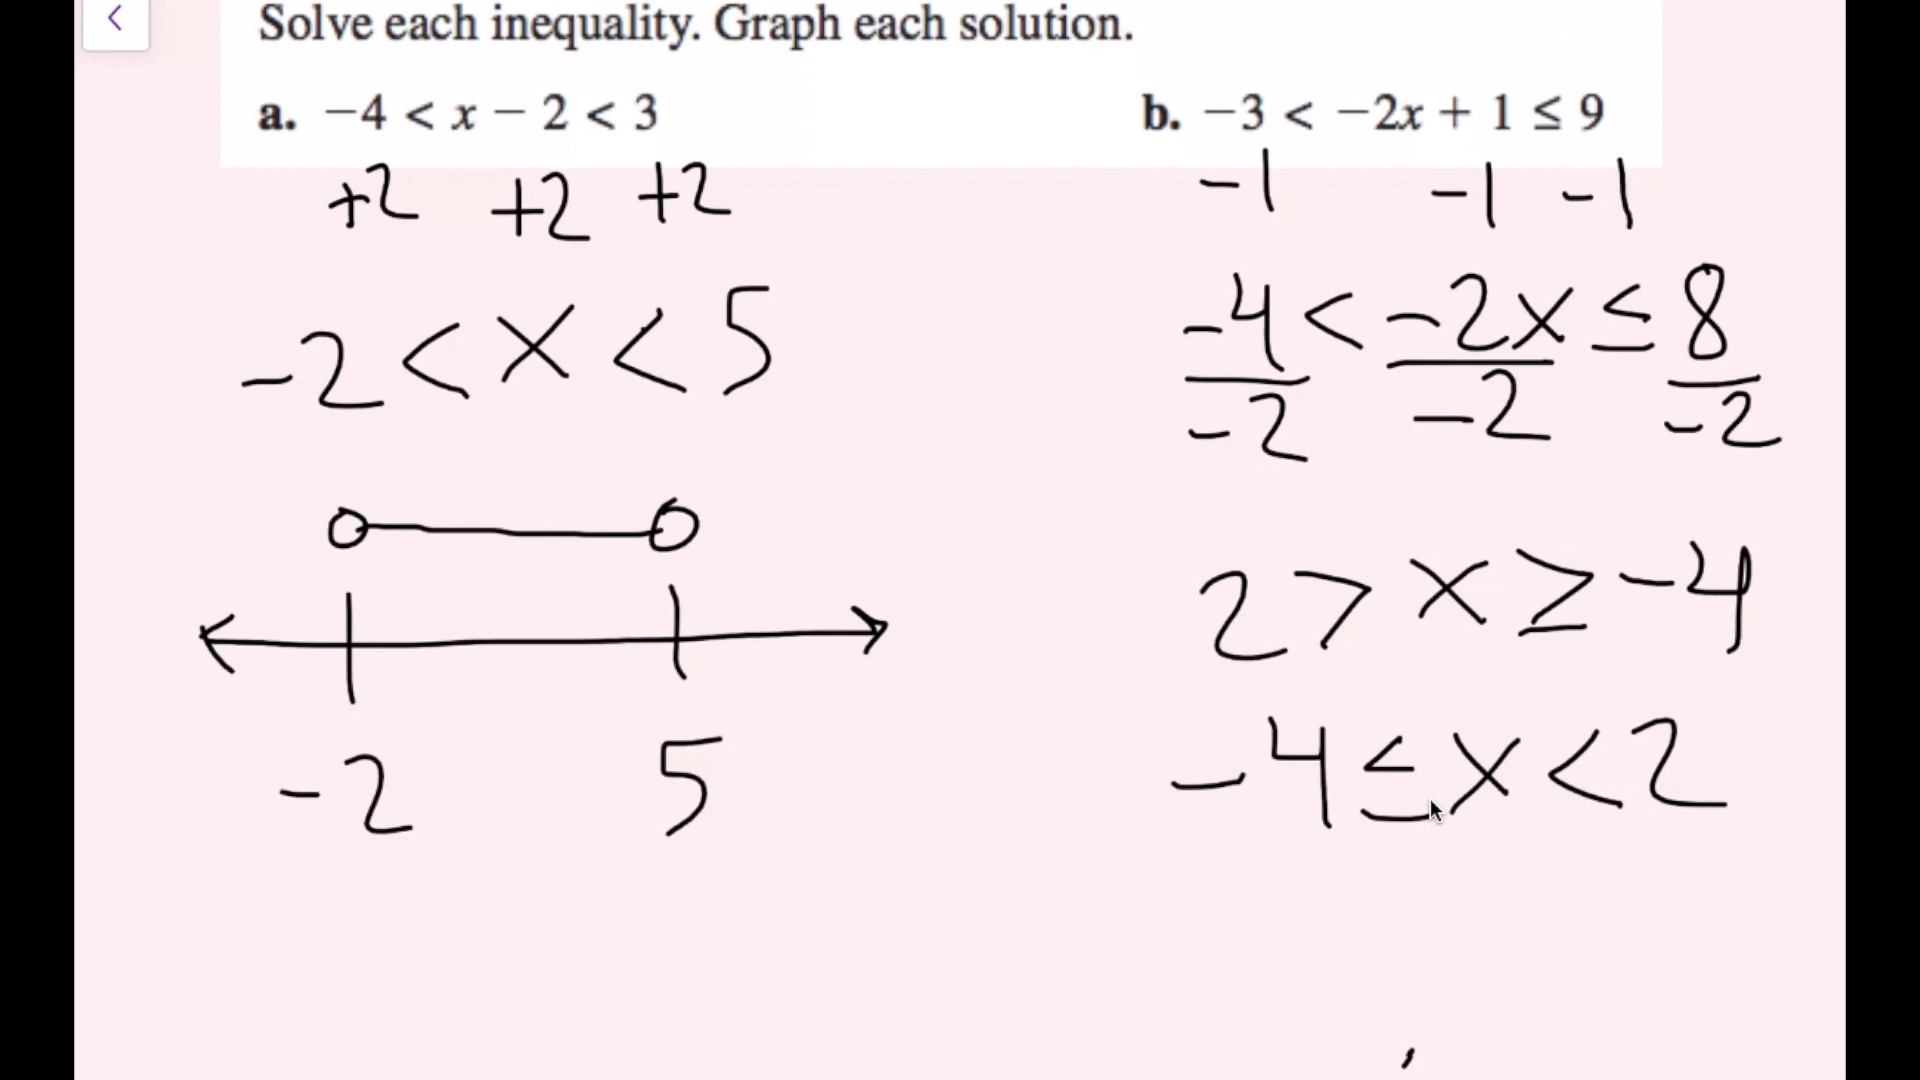 Solve each inequality. Graph each solution.
a. −4 < x − 2 < 3
+2 +2 +2
-2 < x < 5
-2 5
b. −3 < −2x + 1 ≤ 9
-1 -1 -1
-4 < -2x ≤ 8
-2 -2 -2
2 > x ≥ -4
-4 ≤ x < 2